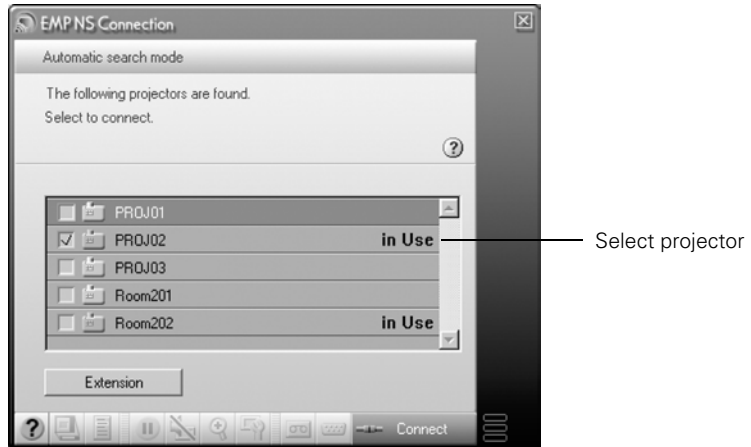 EMP NS Connection
Automatic search mode
The following projectors are found.
Select to connect.
?
PROJ01
PROJ02 in Use
Select projector
PROJ03
Room201
Room202 in Use
Extension
? Connect